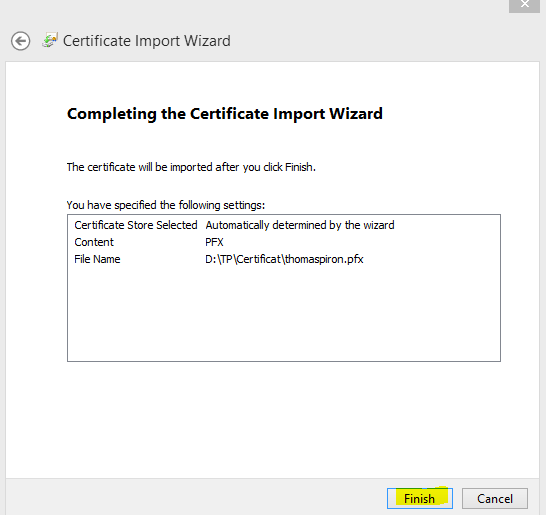 Certificate Import Wizard
Completing the Certificate Import Wizard
The certificate will be imported after you click Finish.
You have specified the following settings:
Certificate Store Selected Automatically determined by the wizard
Content PFX
File Name D:\TP\Certificat\thomaspiron.pfx
Finish Cancel